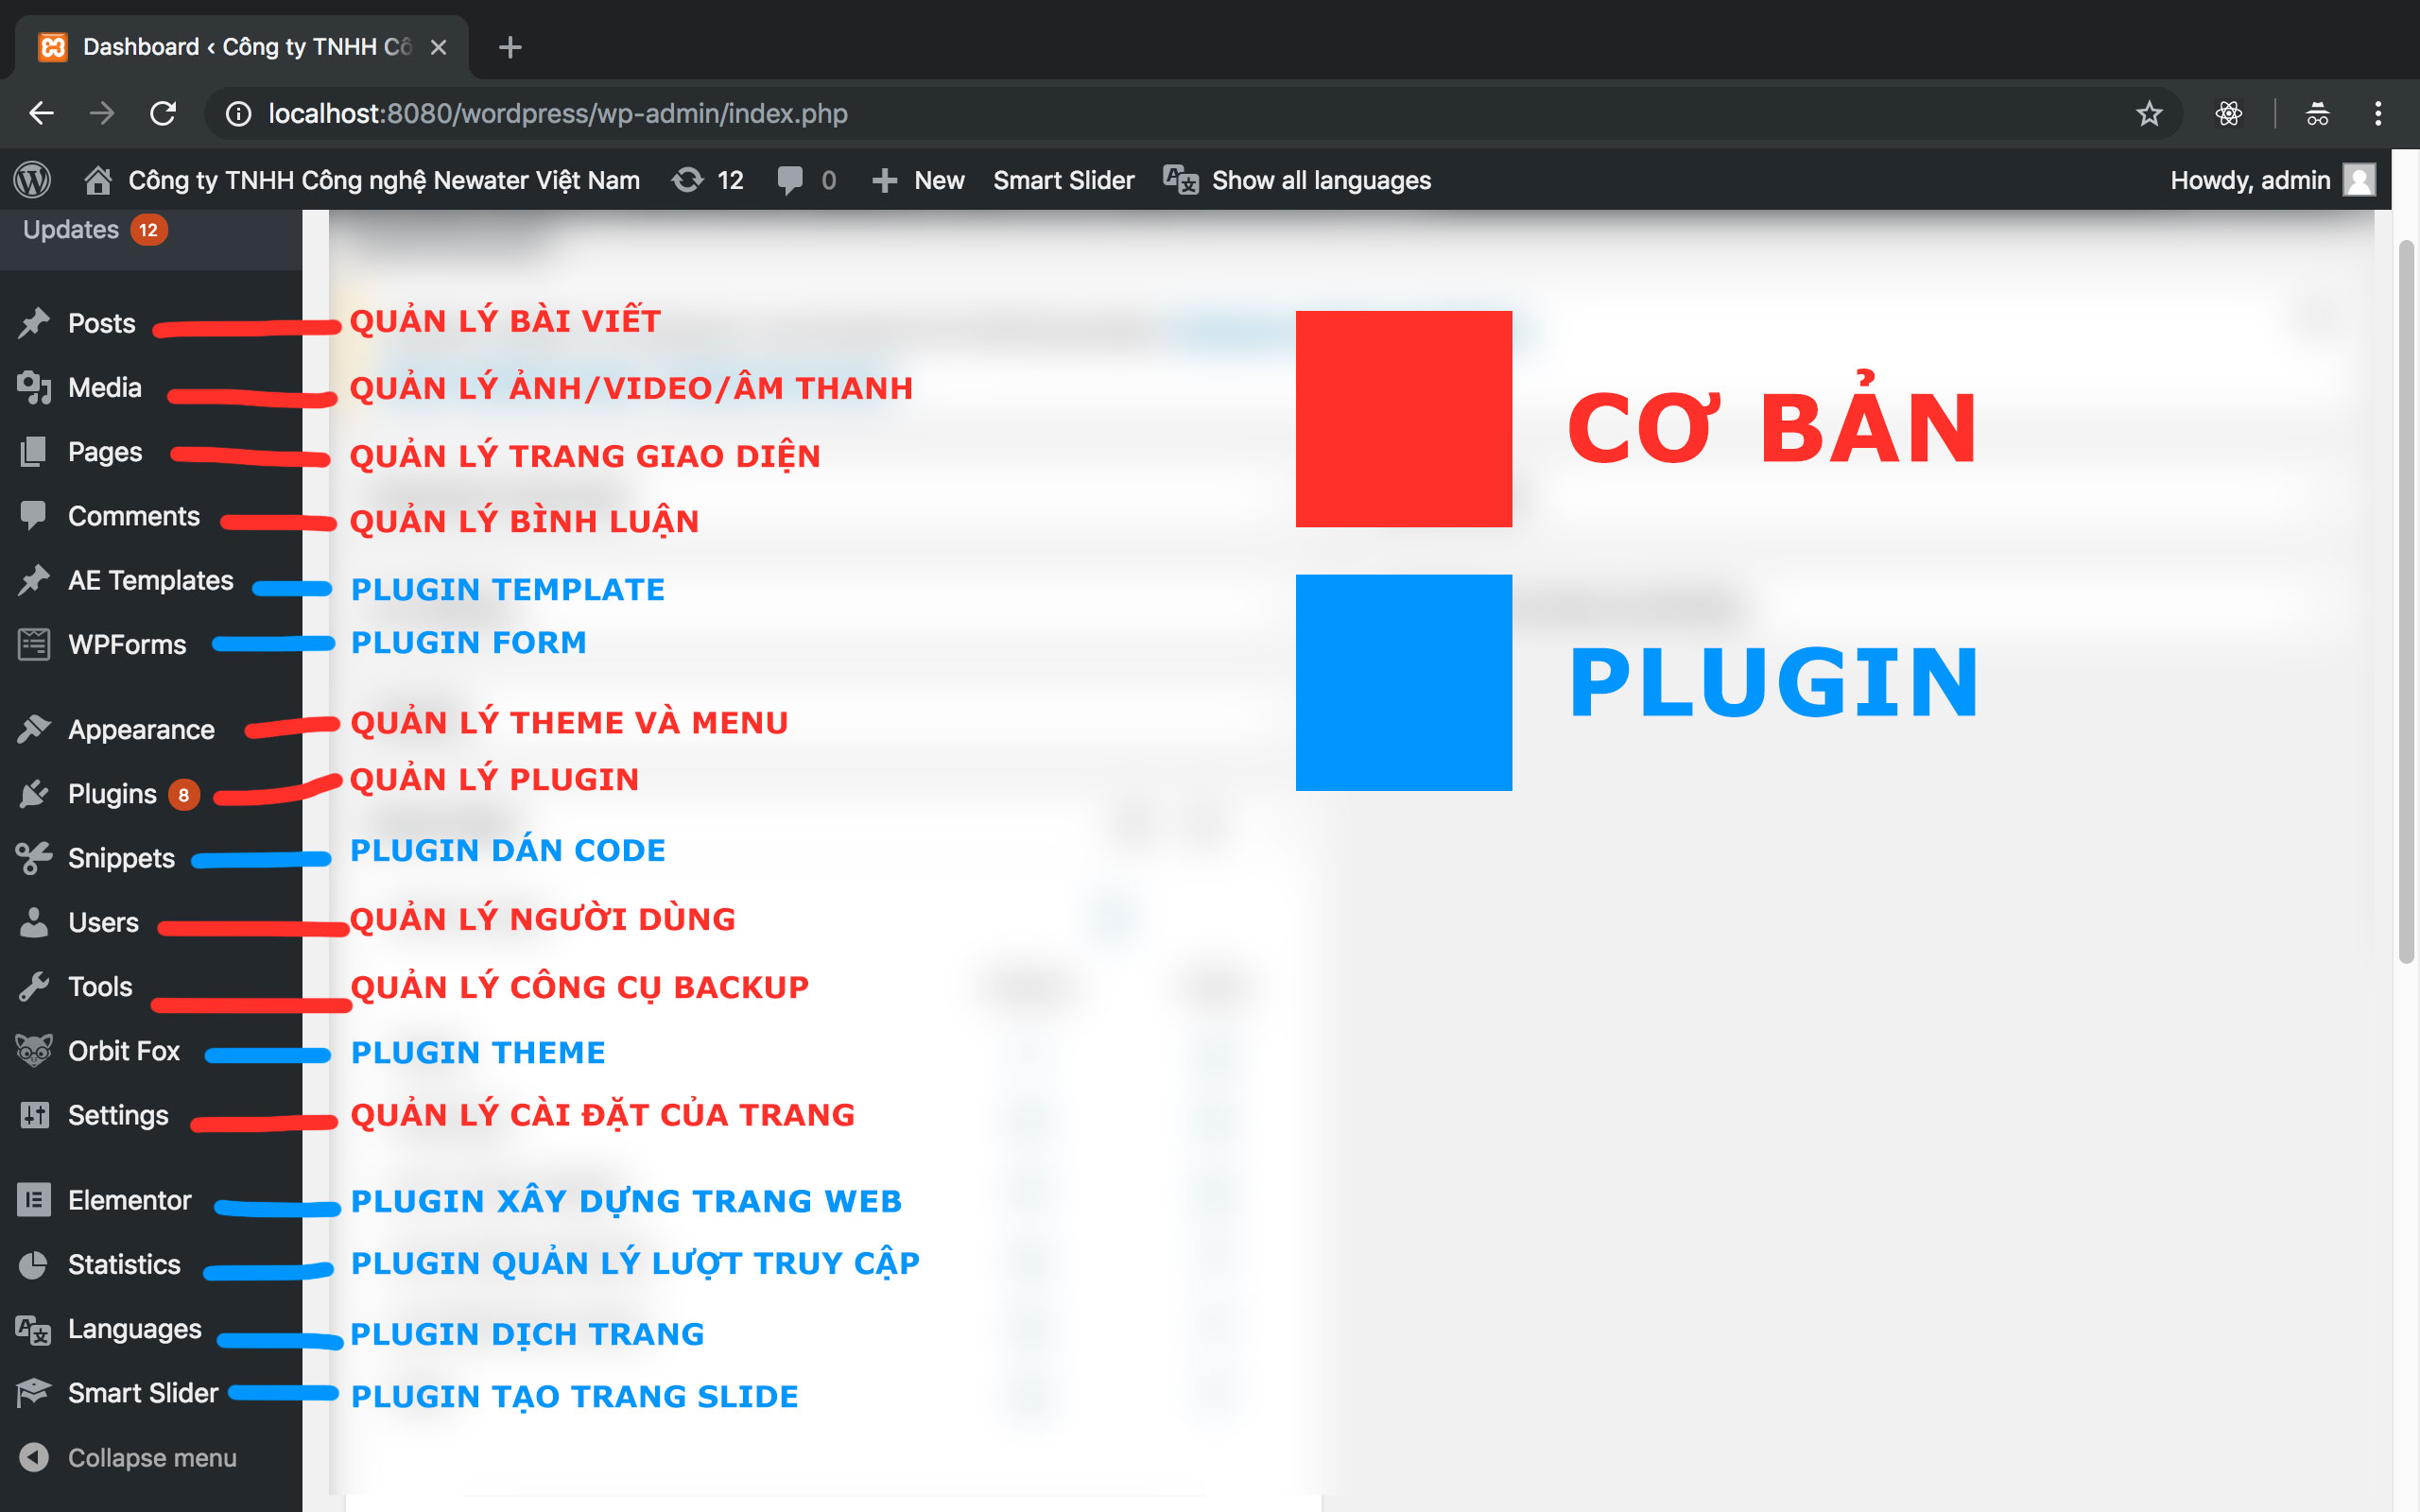 Dashboard ‹ Công ty TNHH Cô
localhost:8080/wordpress/wp-admin/index.php
Công ty TNHH Công nghệ Newater Việt Nam 12 0 New Smart Slider Show all languages Howdy, admin
Updates 12
Posts QUẢN LÝ BÀI VIẾT
Media QUẢN LÝ ẢNH/VIDEO/ÂM THANH
CƠ BẢN
Pages QUẢN LÝ TRANG GIAO DIỆN
Comments QUẢN LÝ BÌNH LUẬN
AE Templates PLUGIN TEMPLATE
WPForms PLUGIN FORM
PLUGIN
Appearance QUẢN LÝ THEME VÀ MENU
Plugins 8 QUẢN LÝ PLUGIN
Snippets PLUGIN DÁN CODE
Users QUẢN LÝ NGƯỜI DÙNG
Tools QUẢN LÝ CÔNG CỤ BACKUP
Orbit Fox PLUGIN THEME
Settings QUẢN LÝ CÀI ĐẶT CỦA TRANG
Elementor PLUGIN XÂY DỰNG TRANG WEB
Statistics PLUGIN QUẢN LÝ LƯỢT TRUY CẬP
Languages PLUGIN DỊCH TRANG
Smart Slider PLUGIN TẠO TRANG SLIDE
Collapse menu